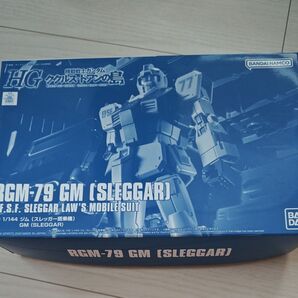 HG
機動戦士ガンダム
ククルス・ドアンの島
BANDAI NAMCO
RGM-79 GM [SLEGGAR]
E.F.S.F. SLEGGAR LAW'S MOBILE SUIT
1/144 ジム (スレッガー搭乗機)
GM (SLEGGAR)
BANDAI
RGM-79 GM [SLEGGAR]